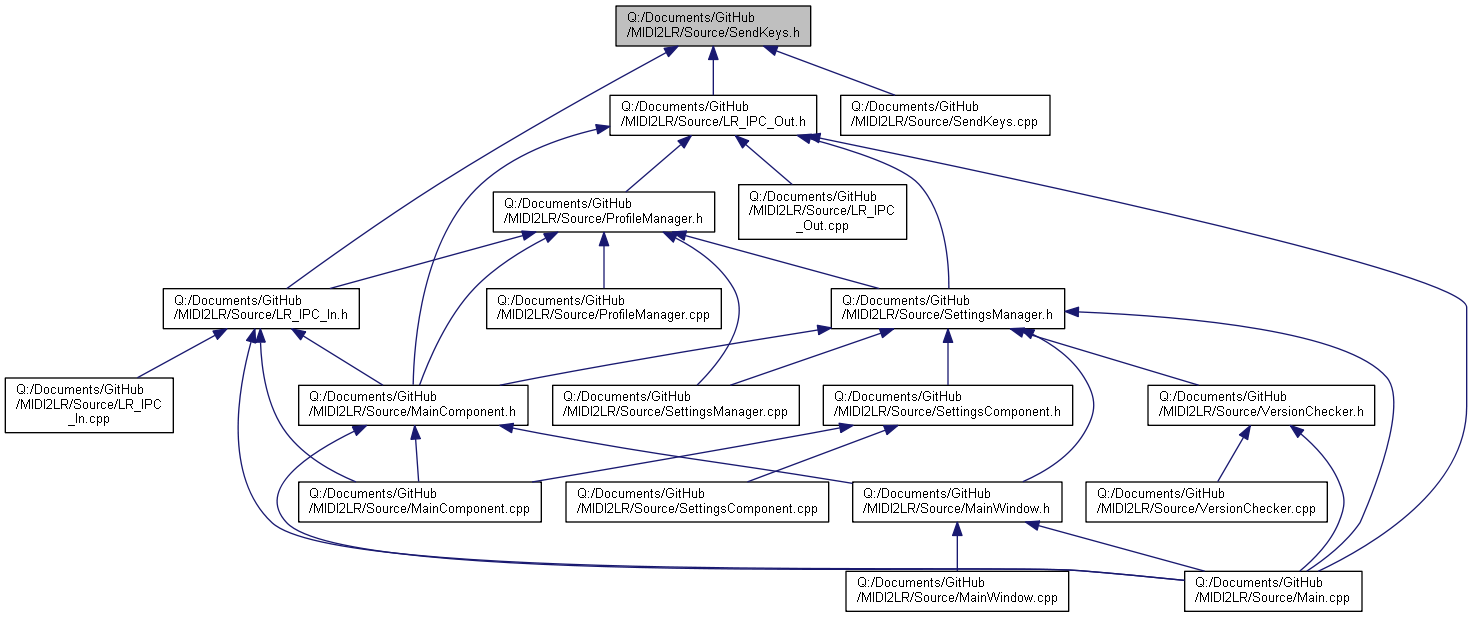 Q:/Documents/GitHub
/MIDI2LR/Source/SendKeys.h
Q:/Documents/GitHub
/MIDI2LR/Source/LR_IPC_Out.h
Q:/Documents/GitHub
/MIDI2LR/Source/SendKeys.cpp
Q:/Documents/GitHub
/MIDI2LR/Source/ProfileManager.h
Q:/Documents/GitHub
/MIDI2LR/Source/LR_IPC
_Out.cpp
Q:/Documents/GitHub
/MIDI2LR/Source/LR_IPC_In.h
Q:/Documents/GitHub
/MIDI2LR/Source/ProfileManager.cpp
Q:/Documents/GitHub
/MIDI2LR/Source/SettingsManager.h
Q:/Documents/GitHub
/MIDI2LR/Source/LR_IPC
_In.cpp
Q:/Documents/GitHub
/MIDI2LR/Source/MainComponent.h
Q:/Documents/GitHub
/MIDI2LR/Source/SettingsManager.cpp
Q:/Documents/GitHub
/MIDI2LR/Source/SettingsComponent.h
Q:/Documents/GitHub
/MIDI2LR/Source/VersionChecker.h
Q:/Documents/GitHub
/MIDI2LR/Source/MainComponent.cpp
Q:/Documents/GitHub
/MIDI2LR/Source/SettingsComponent.cpp
Q:/Documents/GitHub
/MIDI2LR/Source/MainWindow.h
Q:/Documents/GitHub
/MIDI2LR/Source/VersionChecker.cpp
Q:/Documents/GitHub
/MIDI2LR/Source/MainWindow.cpp
Q:/Documents/GitHub
/MIDI2LR/Source/Main.cpp